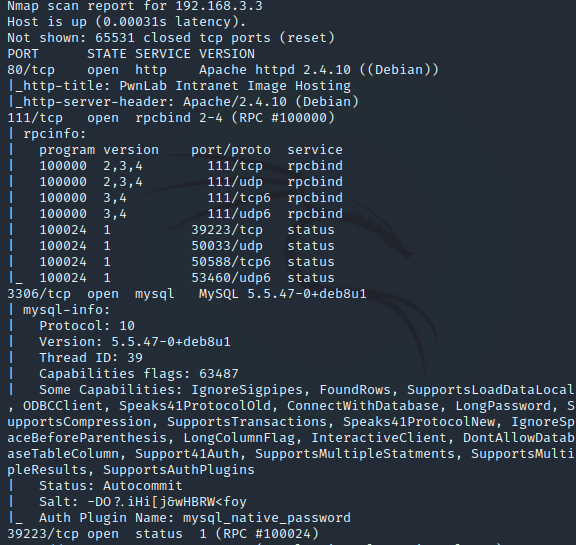 Nmap scan report for 192.168.3.3
Host is up (0.00031s latency).
Not shown: 65531 closed tcp ports (reset)
PORT      STATE SERVICE VERSION
80/tcp    open  http    Apache httpd 2.4.10 ((Debian))
|_http-title: PwnLab Intranet Image Hosting
|_http-server-header: Apache/2.4.10 (Debian)
111/tcp   open  rpcbind 2-4 (RPC #100000)
| rpcinfo:
|   program version    port/proto  service
|   100000  2,3,4        111/tcp   rpcbind
|   100000  2,3,4        111/udp   rpcbind
|   100000  3,4          111/tcp6  rpcbind
|   100000  3,4          111/udp6  rpcbind
|   100024  1          39223/tcp   status
|   100024  1          50033/udp   status
|   100024  1          50588/tcp6  status
|_  100024  1          53460/udp6  status
3306/tcp  open  mysql   MySQL 5.5.47-0+deb8u1
| mysql-info:
|   Protocol: 10
|   Version: 5.5.47-0+deb8u1
|   Thread ID: 39
|   Capabilities flags: 63487
|   Some Capabilities: IgnoreSigpipes, FoundRows, SupportsLoadDataLocal
, ODBCClient, Speaks41ProtocolOld, ConnectWithDatabase, LongPassword, S
upportsCompression, SupportsTransactions, Speaks41ProtocolNew, IgnoreSp
aceBeforeParenthesis, LongColumnFlag, InteractiveClient, DontAllowDatab
aseTableColumn, Support41Auth, SupportsMultipleStatments, SupportsMulti
pleResults, SupportsAuthPlugins
|   Status: Autocommit
|   Salt: -DO?.iHi[j&wHBRW<foy
|_  Auth Plugin Name: mysql_native_password
39223/tcp open  status  1 (RPC #100024)